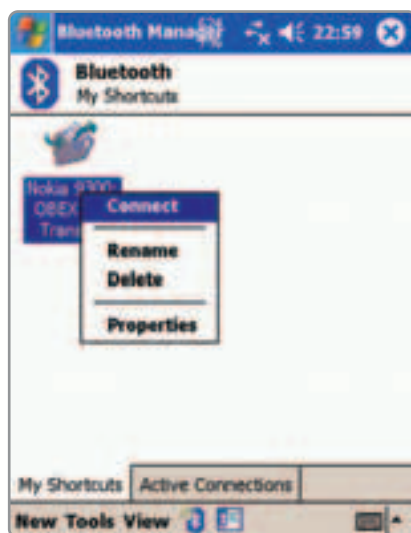 Bluetooth Manager 22:59
Bluetooth
My Shortcuts
Nokia 9300:
OBEX
Connect
Rename
Delete
Properties
My Shortcuts Active Connections
New Tools View